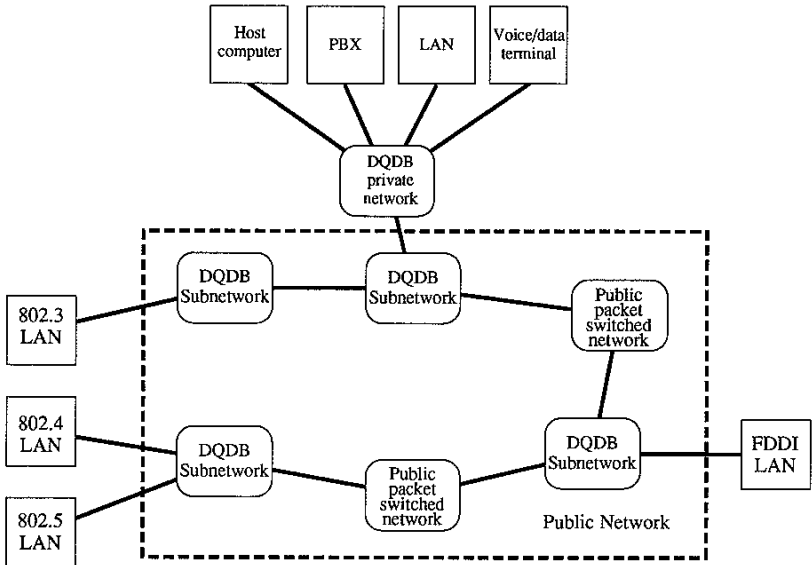 Host
computer
PBX
LAN
Voice/data
terminal
DQDB
private
network
DQDB
Subnetwork
DQDB
Subnetwork
Public
packet
switched
network
802.3
LAN
802.4
LAN
DQDB
Subnetwork
Public
packet
switched
network
DQDB
Subnetwork
FDDI
LAN
802.5
LAN
Public Network